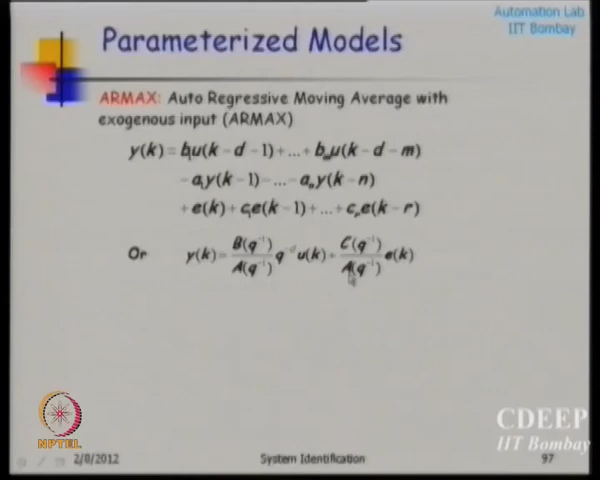 Automation Lab
IIT Bombay
Parameterized Models
ARMAX: Auto Regressive Moving Average with
exogenous input (ARMAX)
y(k) = b₁u(k − d − 1) + ... + bₘu(k − d − m)
− a₁y(k − 1) − ... − aₙy(k − n)
+ e(k) + c₁e(k − 1) + ... + cᵣe(k − r)
Or y(k) = B(q⁻¹)/A(q⁻¹) q⁻ᵈ u(k) + C(q⁻¹)/A(q⁻¹) e(k)
NPTEL
CDEEP
IIT Bombay
2/8/2012 System Identification 97